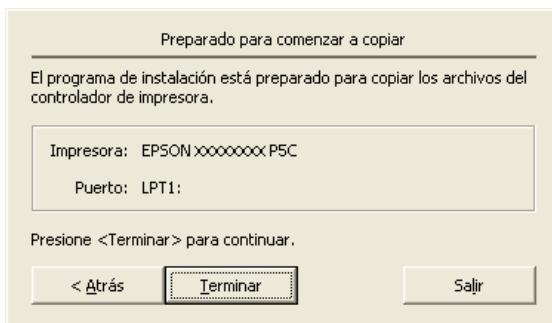 Preparado para comenzar a copiar
El programa de instalación está preparado para copiar los archivos del
controlador de impresora.
Impresora: EPSON xxxxxxxx P5C
Puerto: LPT1:
Presione <Terminar> para continuar.
< Atrás Terminar Salir